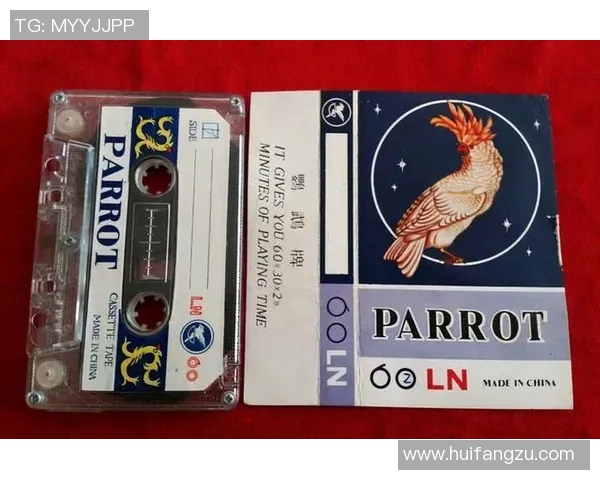 TG: MYYJJPP
PARROT
SIDE
LN 60
CASSETTE TAPE
MADE IN CHINA
鹦鹉牌
IT GIVES YOU 60«30×2»
MINUTES OF PLAYING TIME
60 LN
PARROT
60 2 LN MADE IN CHINA
www.huifangzu.com